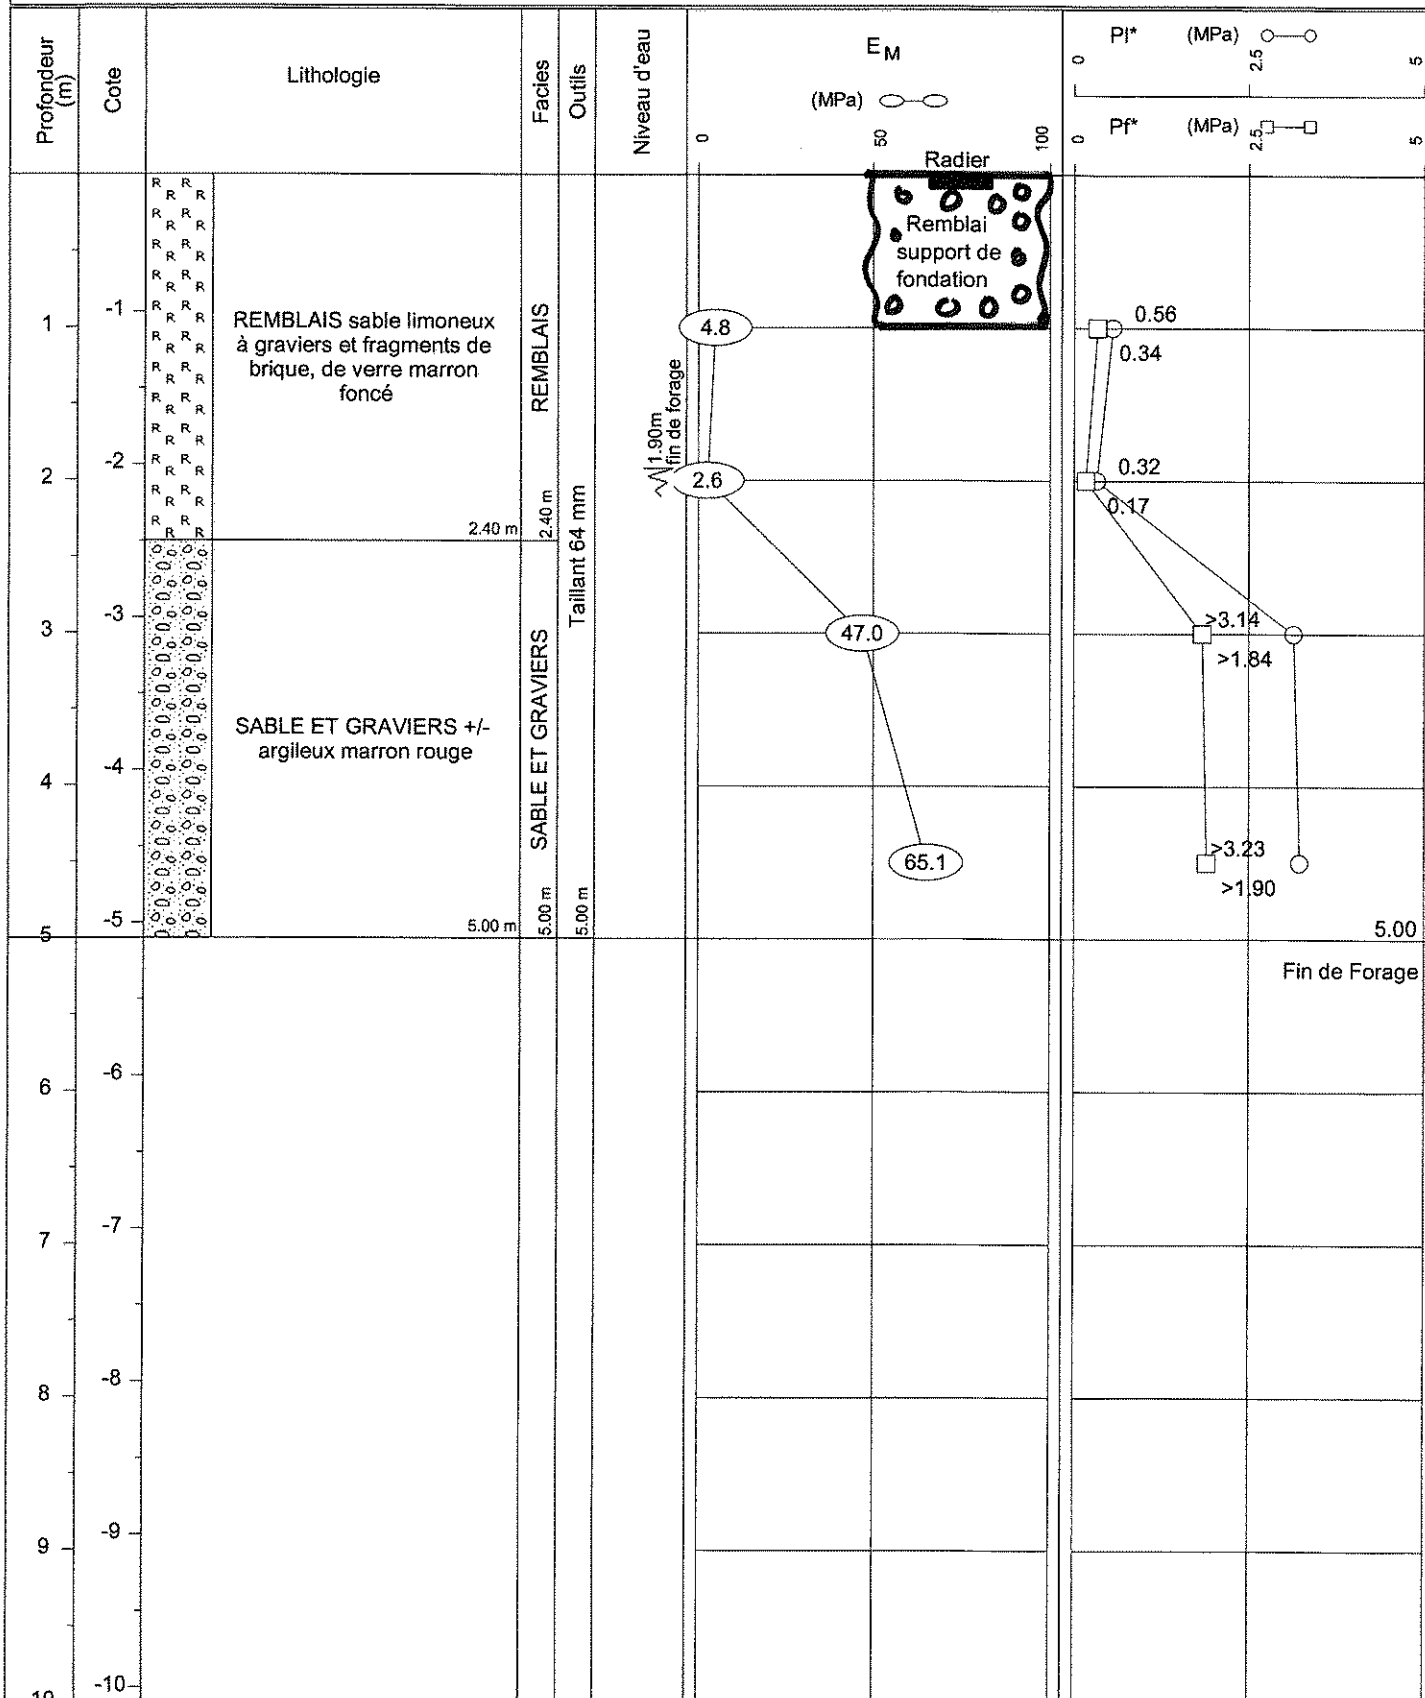 Profondeur
(m)
Cote
Lithologie
Facies
Outils
Niveau d'eau
EM
(MPa)
0
50
100
Pl* (MPa)
0
2.5
5
Pf* (MPa)
0
2.5
5
Radier
Remblai
support de
fondation
R R R R R R R R R R R R R R R R R R R R R R R R R R R R R R R R R R R R R R R R R R R R R R R R
REMBLAIS sable limoneux
à graviers et fragments de
brique, de verre marron
foncé
2.40 m
REMBLAIS
2.40 m
SABLE ET GRAVIERS +/-
argileux marron rouge
5.00 m
SABLE ET GRAVIERS
5.00 m
Taillant 64 mm
5.00 m
1.90m
fin de forage
4.8
2.6
47.0
65.1
0.56
0.34
0.32
0.17
>3.14
>1.84
>3.23
>1.90
5.00
Fin de Forage
1
2
3
4
5
6
7
8
9
10
-1
-2
-3
-4
-5
-6
-7
-8
-9
-10